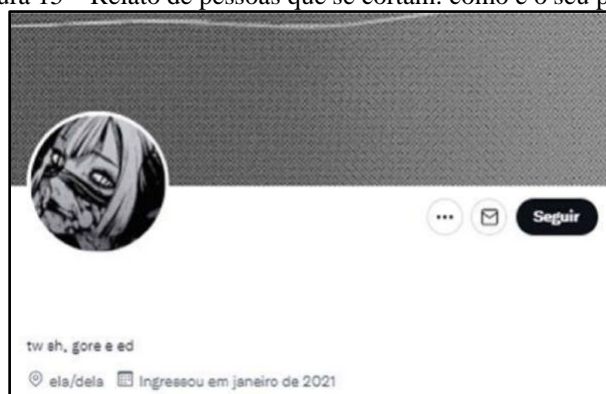 ura 13 – Relato de pessoas que se cortam: como é o seu p
Seguir
tw sh, gore e ed
ela/dela Ingressou em janeiro de 2021